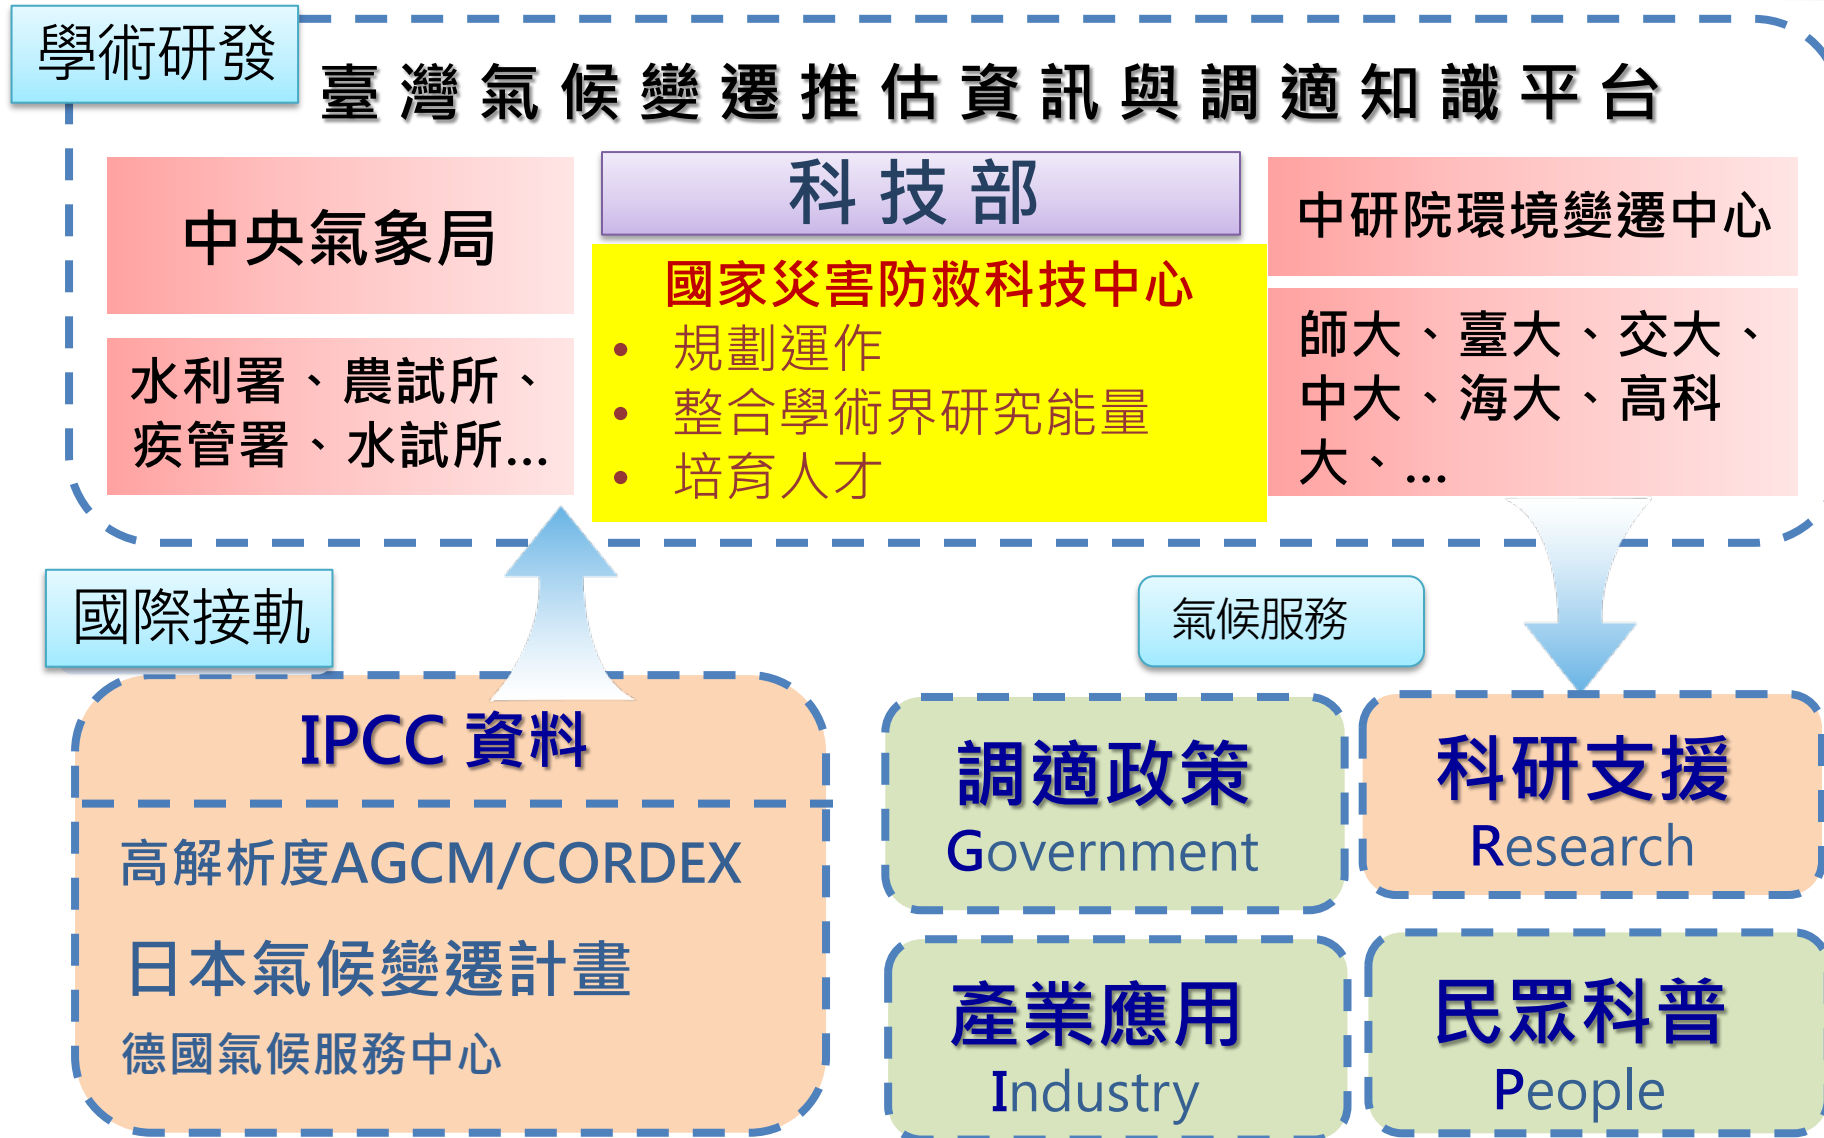 學術研發
臺灣氣候變遷推估資訊與調適知識平台
中央氣象局
水利署、農試所、
疾管署、水試所...
科技部
國家災害防救科技中心
• 規劃運作
• 整合學術界研究能量
• 培育人才
中研院環境變遷中心
師大、臺大、交大、
中大、海大、高科
大、...
國際接軌
IPCC 資料
高解析度AGCM/CORDEX
日本氣候變遷計畫
德國氣候服務中心
氣候服務
調適政策
Government
科研支援
Research
產業應用
Industry
民眾科普
People